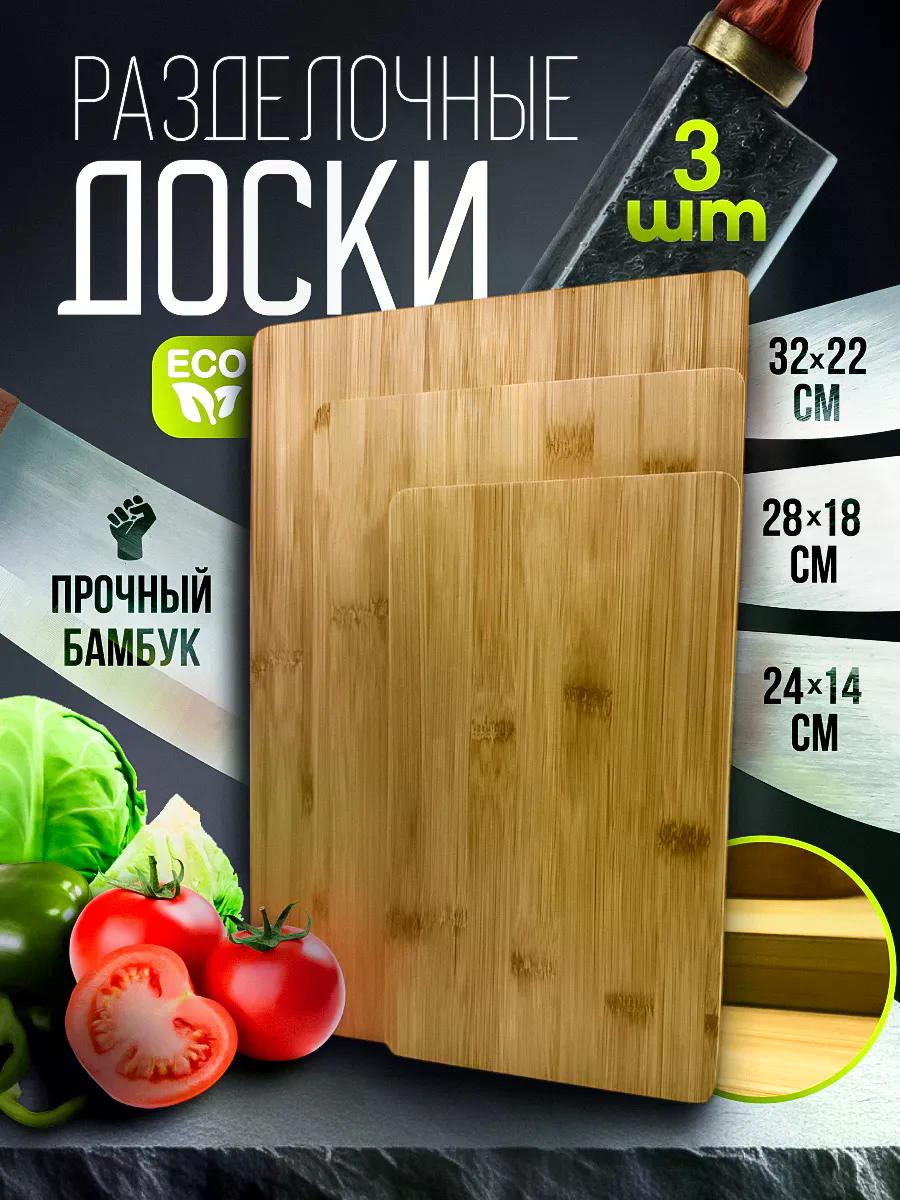 РАЗДЕЛОЧНЫЕ
ДОСКИ
3
шт
ECO
32×22
СМ
28×18
СМ
24×14
СМ
ПРОЧНЫЙ
БАМБУК